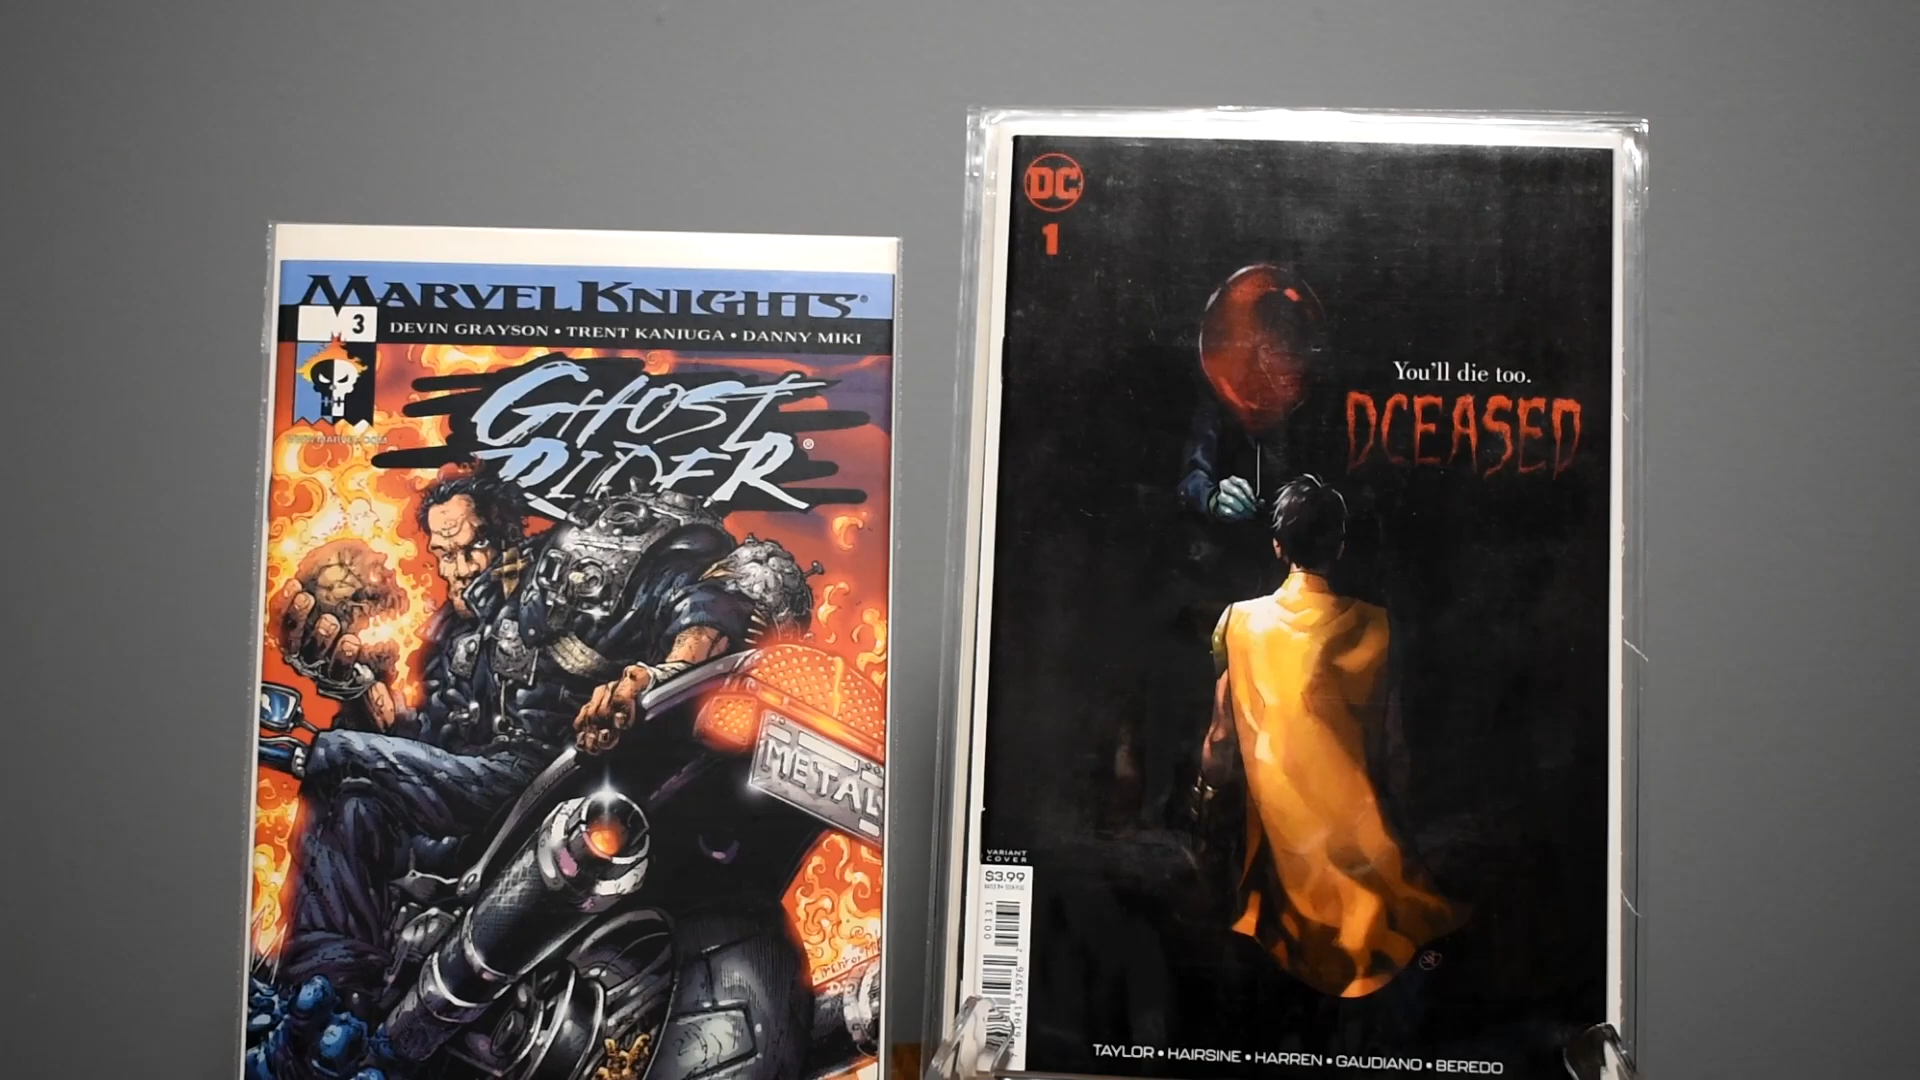 MARVEL KNIGHTS®
3
DEVIN GRAYSON • TRENT KANIUGA • DANNY MIKI
GHOST
RIDER®
METAL
DC
1
You'll die too.
DCEASED
VARIANT
COVER
$3.99
00131
TAYLOR • HAIRSINE • HARREN • GAUDIANO • BEREDO